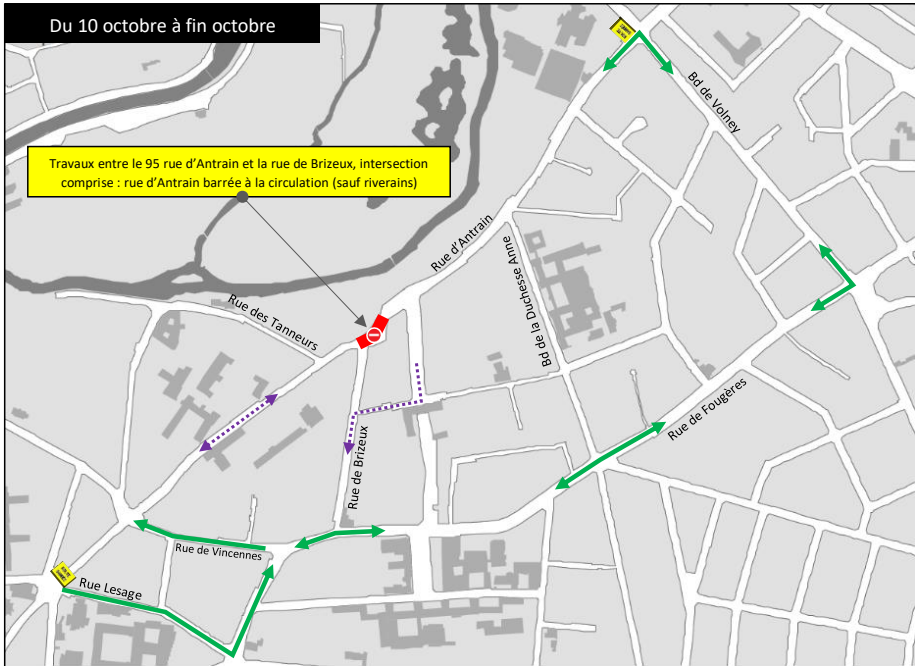 Du 10 octobre à fin octobre
Bd de Volney
Travaux entre le 95 rue d'Antrain et la rue de Brizeux, intersection
comprise : rue d'Antrain barrée à la circulation (sauf riverains)
Rue d'Antrain
Rue des Tanneurs
Bd de la Duchesse Anne
Rue de Fougères
Rue de Brizeux
Rue de Vincennes
Rue Lesage